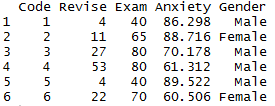 Code Revise Exam Anxiety Gender
1 1 4 40 86.298 Male
2 2 11 65 88.716 Female
3 3 27 80 70.178 Male
4 4 53 80 61.312 Male
5 5 4 40 89.522 Male
6 6 22 70 60.506 Female